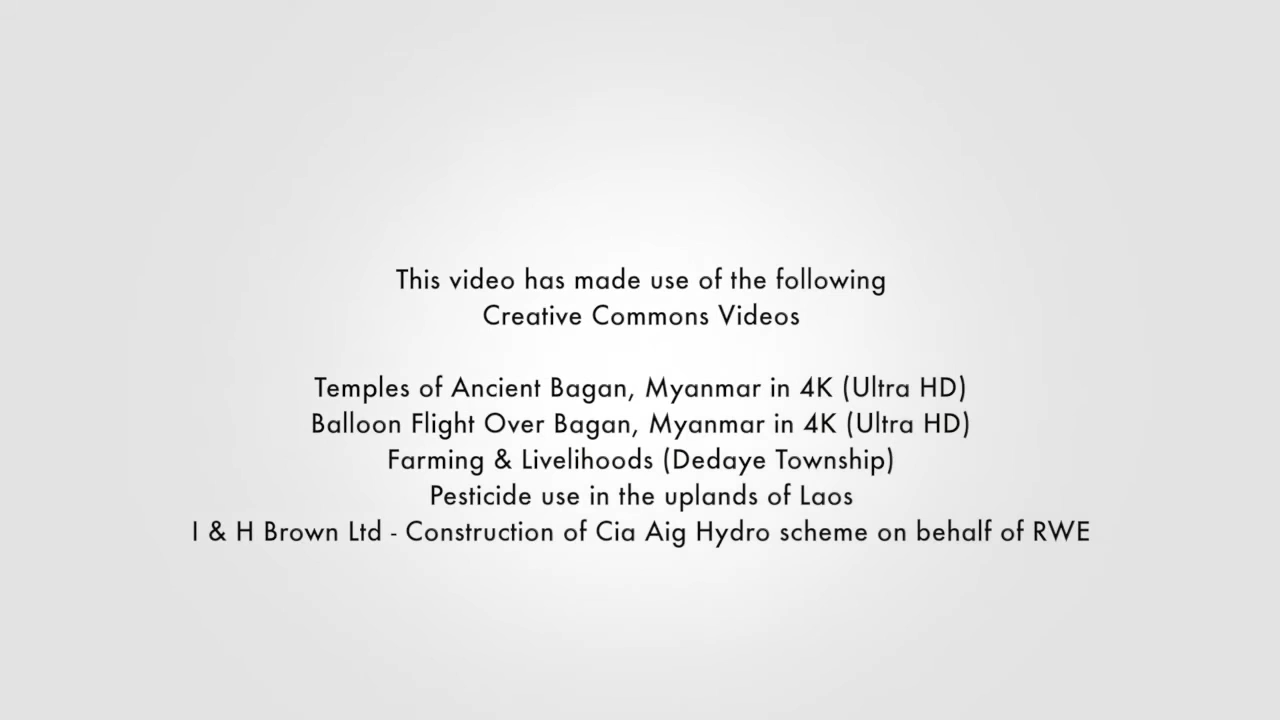 This video has made use of the following
Creative Commons Videos
Temples of Ancient Bagan, Myanmar in 4K (Ultra HD)
Balloon Flight Over Bagan, Myanmar in 4K (Ultra HD)
Farming & Livelihoods (Dedaye Township)
Pesticide use in the uplands of Laos
I & H Brown Ltd - Construction of Cia Aig Hydro scheme on behalf of RWE